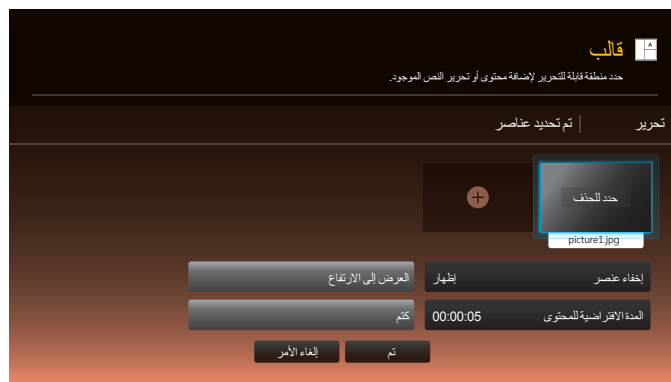 A
قالب
حدد منطقة قابلة للتحرير لإضافة محتوى أو تحرير النص الموجود.
تحرير | تم تحديد عناصر
حدد للحذف
+
picture1.jpg
إخفاء عنصر إظهار العرض إلى الارتفاع
المدة الافتراضية للمحتوى 00:00:05 كتم
تم إلغاء الأمر